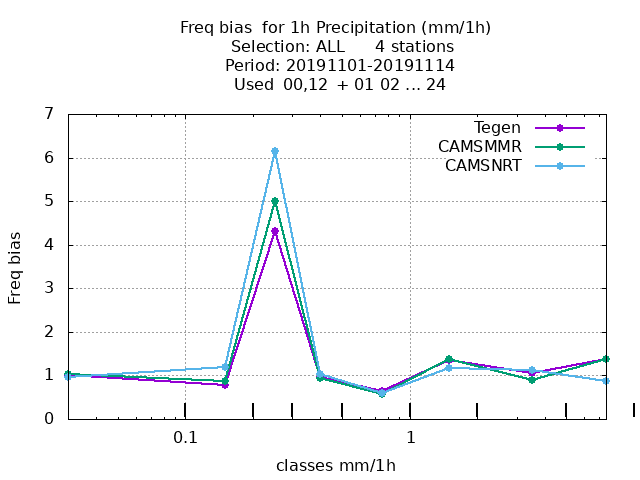 Freq bias  for 1h Precipitation (mm/1h)
Selection: ALL      4 stations
Period: 20191101-20191114
Used  00,12  + 01 02 ... 24
Tegen
CAMSMMR
CAMSNRT
7
6
5
4
3
2
1
0
Freq bias
0.1
1
classes mm/1h